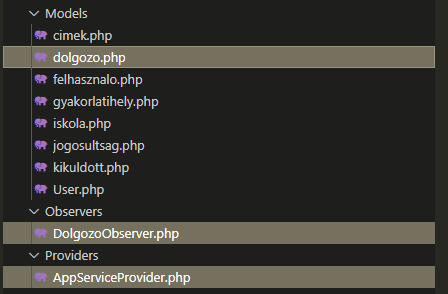 Models
cimek.php
dolgozo.php
felhasznalo.php
gyakorlatihely.php
iskola.php
jogosultsag.php
kikuldott.php
User.php
Observers
DolgozoObserver.php
Providers
AppServiceProvider.php